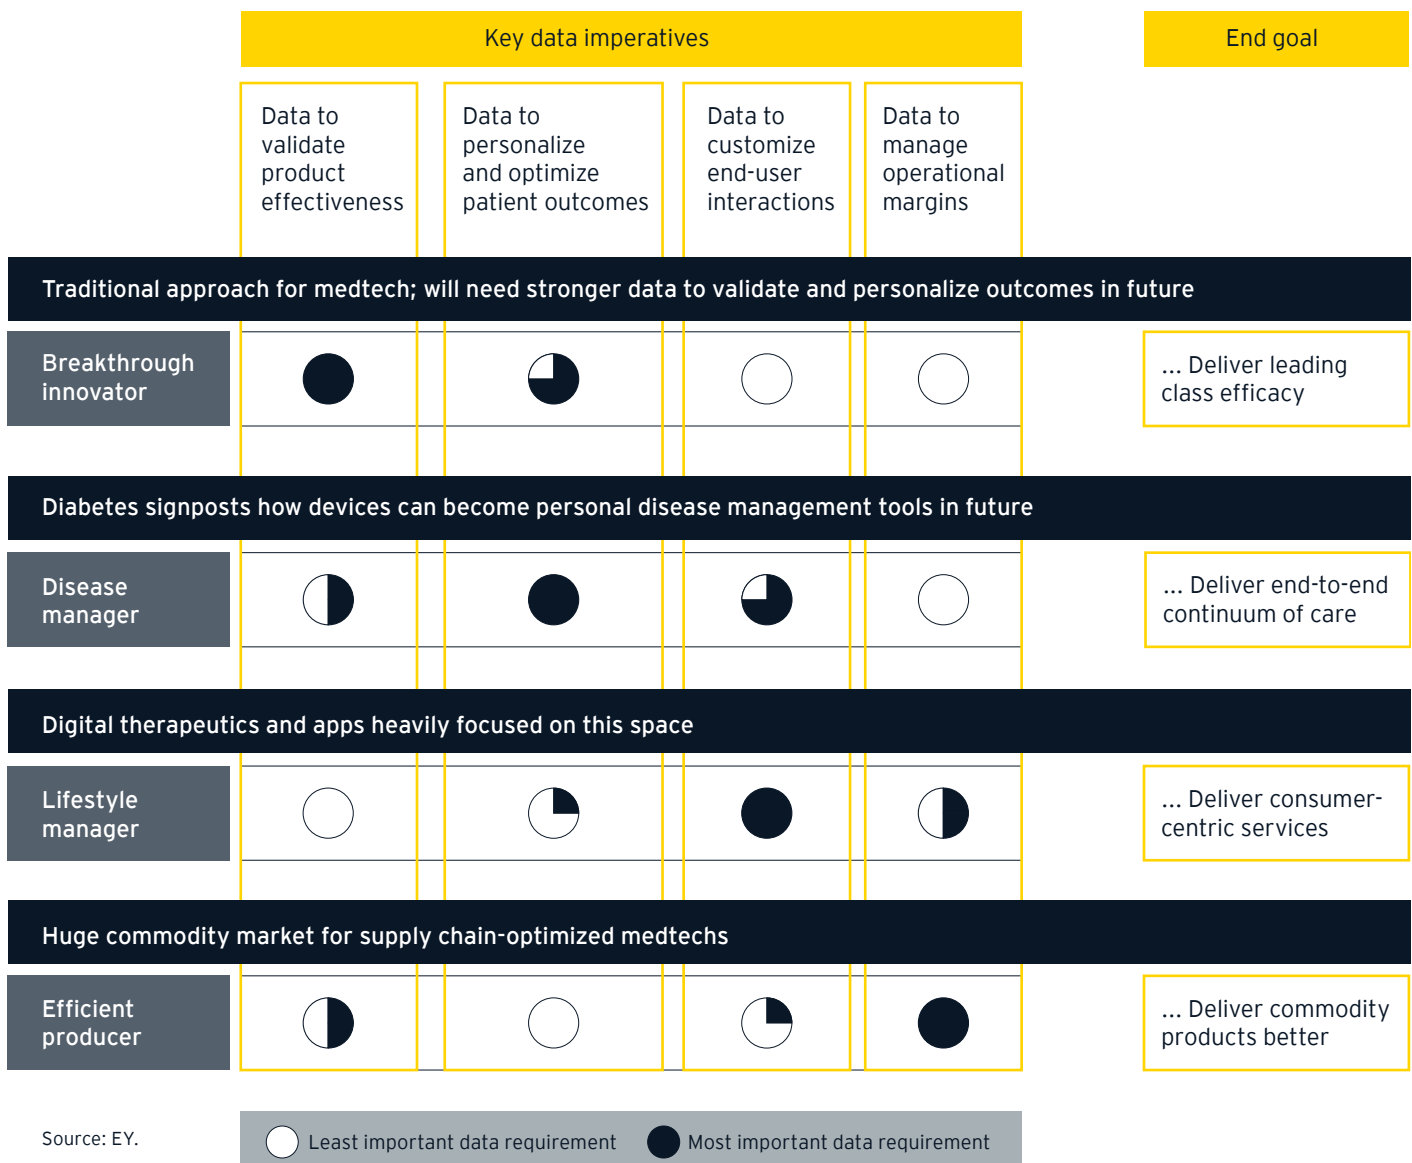 Key data imperatives
End goal
Data to
validate
product
effectiveness
Data to
personalize
and optimize
patient outcomes
Data to
customize
end-user
interactions
Data to
manage
operational
margins
Traditional approach for medtech; will need stronger data to validate and personalize outcomes in future
Breakthrough
innovator
... Deliver leading
class efficacy
Diabetes signposts how devices can become personal disease management tools in future
Disease
manager
... Deliver end-to-end
continuum of care
Digital therapeutics and apps heavily focused on this space
Lifestyle
manager
... Deliver consumer-
centric services
Huge commodity market for supply chain-optimized medtechs
Efficient
producer
... Deliver commodity
products better
Source: EY.
Least important data requirement
Most important data requirement